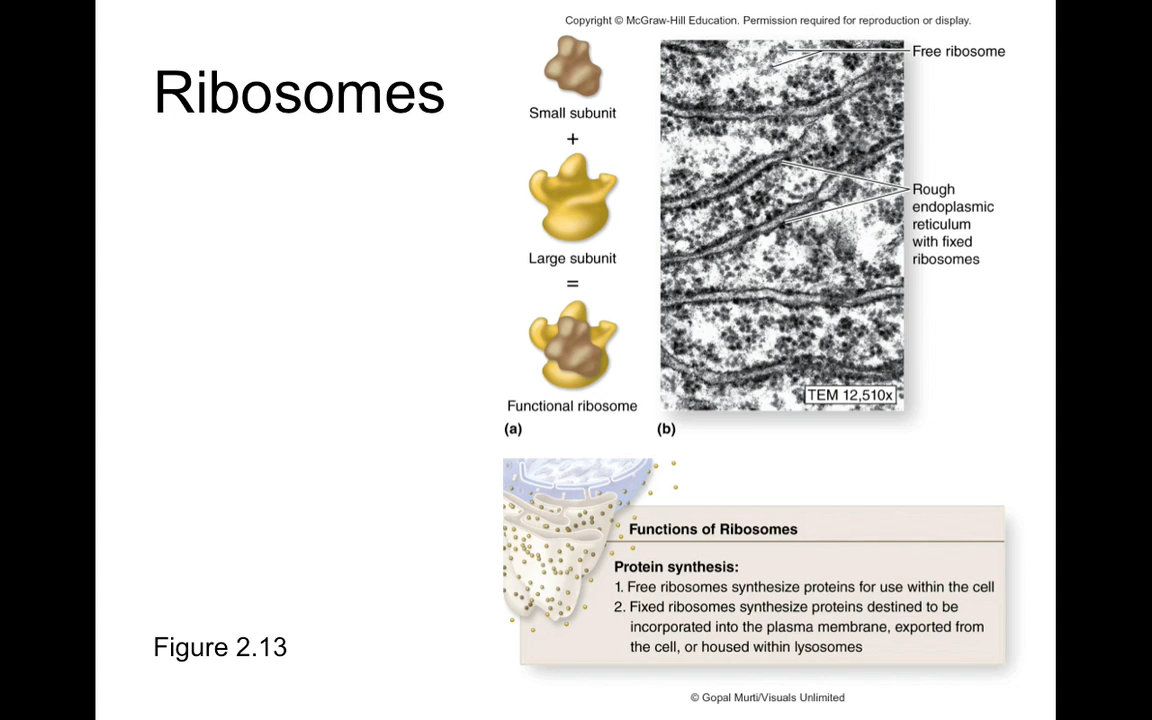 Copyright © McGraw-Hill Education. Permission required for reproduction or display.
Ribosomes
Small subunit
+
Large subunit
=
Functional ribosome
(a)
Free ribosome
Rough
endoplasmic
reticulum
with fixed
ribosomes
TEM 12,510x
(b)
Functions of Ribosomes
Protein synthesis:
1. Free ribosomes synthesize proteins for use within the cell
2. Fixed ribosomes synthesize proteins destined to be
incorporated into the plasma membrane, exported from
the cell, or housed within lysosomes
Figure 2.13
© Gopal Murti/Visuals Unlimited